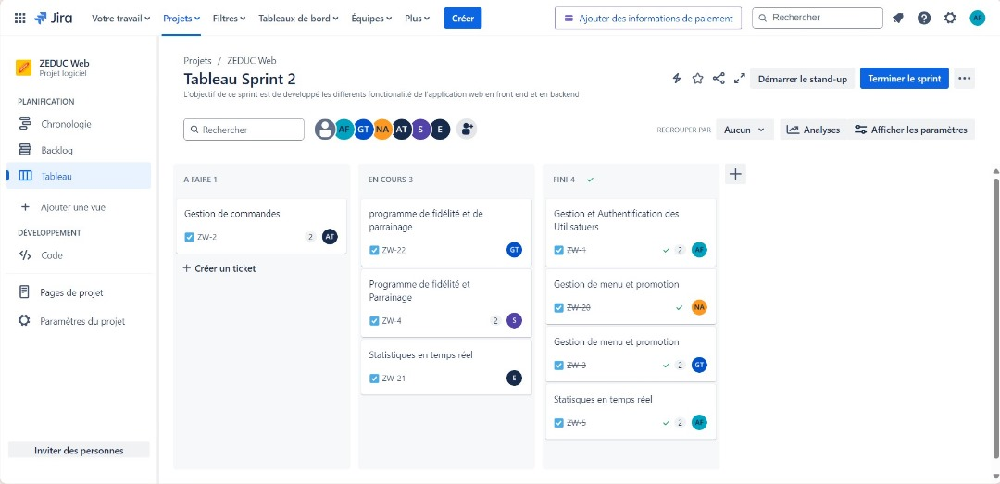 Jira
Votre travail
Projets
Filtres
Tableaux de bord
Équipes
Plus
Créer
Ajouter des informations de paiement
Rechercher
AF
ZEDUC Web
Projet logiciel
PLANIFICATION
Chronologie
Backlog
Tableau
Ajouter une vue
DÉVELOPPEMENT
Code
Pages de projet
Paramètres du projet
Inviter des personnes
Projets / ZEDUC Web
Tableau Sprint 2
L'objectif de ce sprint est de developpé les differents fonctionalité de l'application web en front end et en backend
Démarrer le stand-up
Terminer le sprint
Rechercher
AF GT NA AT S E
REGROUPER PAR
Aucun
Analyses
Afficher les paramètres
A FAIRE 1
Gestion de commandes
ZW-2 2 AT
+ Créer un ticket
EN COURS 3
programme de fidélité et de
parrainage
ZW-22 GT
Programme de fidélité et
Parrainage
ZW-4 2 S
Statistiques en temps réel
ZW-21 E
FINI 4
Gestion et Authentification des
Utilisatuers
ZW-1 2 AF
Gestion de menu et promotion
ZW-20 NA
Gestion de menu et promotion
ZW-3 2 GT
Statisques en temps réel
ZW-5 2 AF